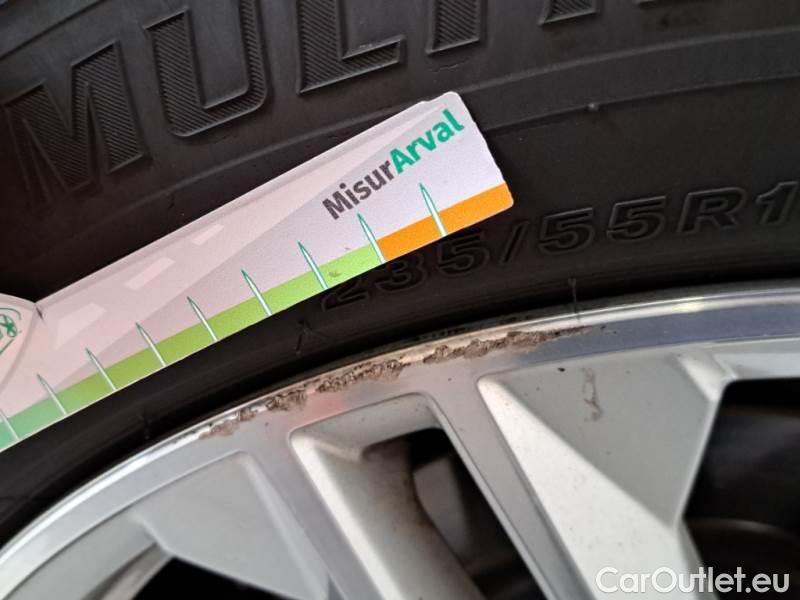 MULTI
MisurArval
235/55R1
CarOutlet.eu